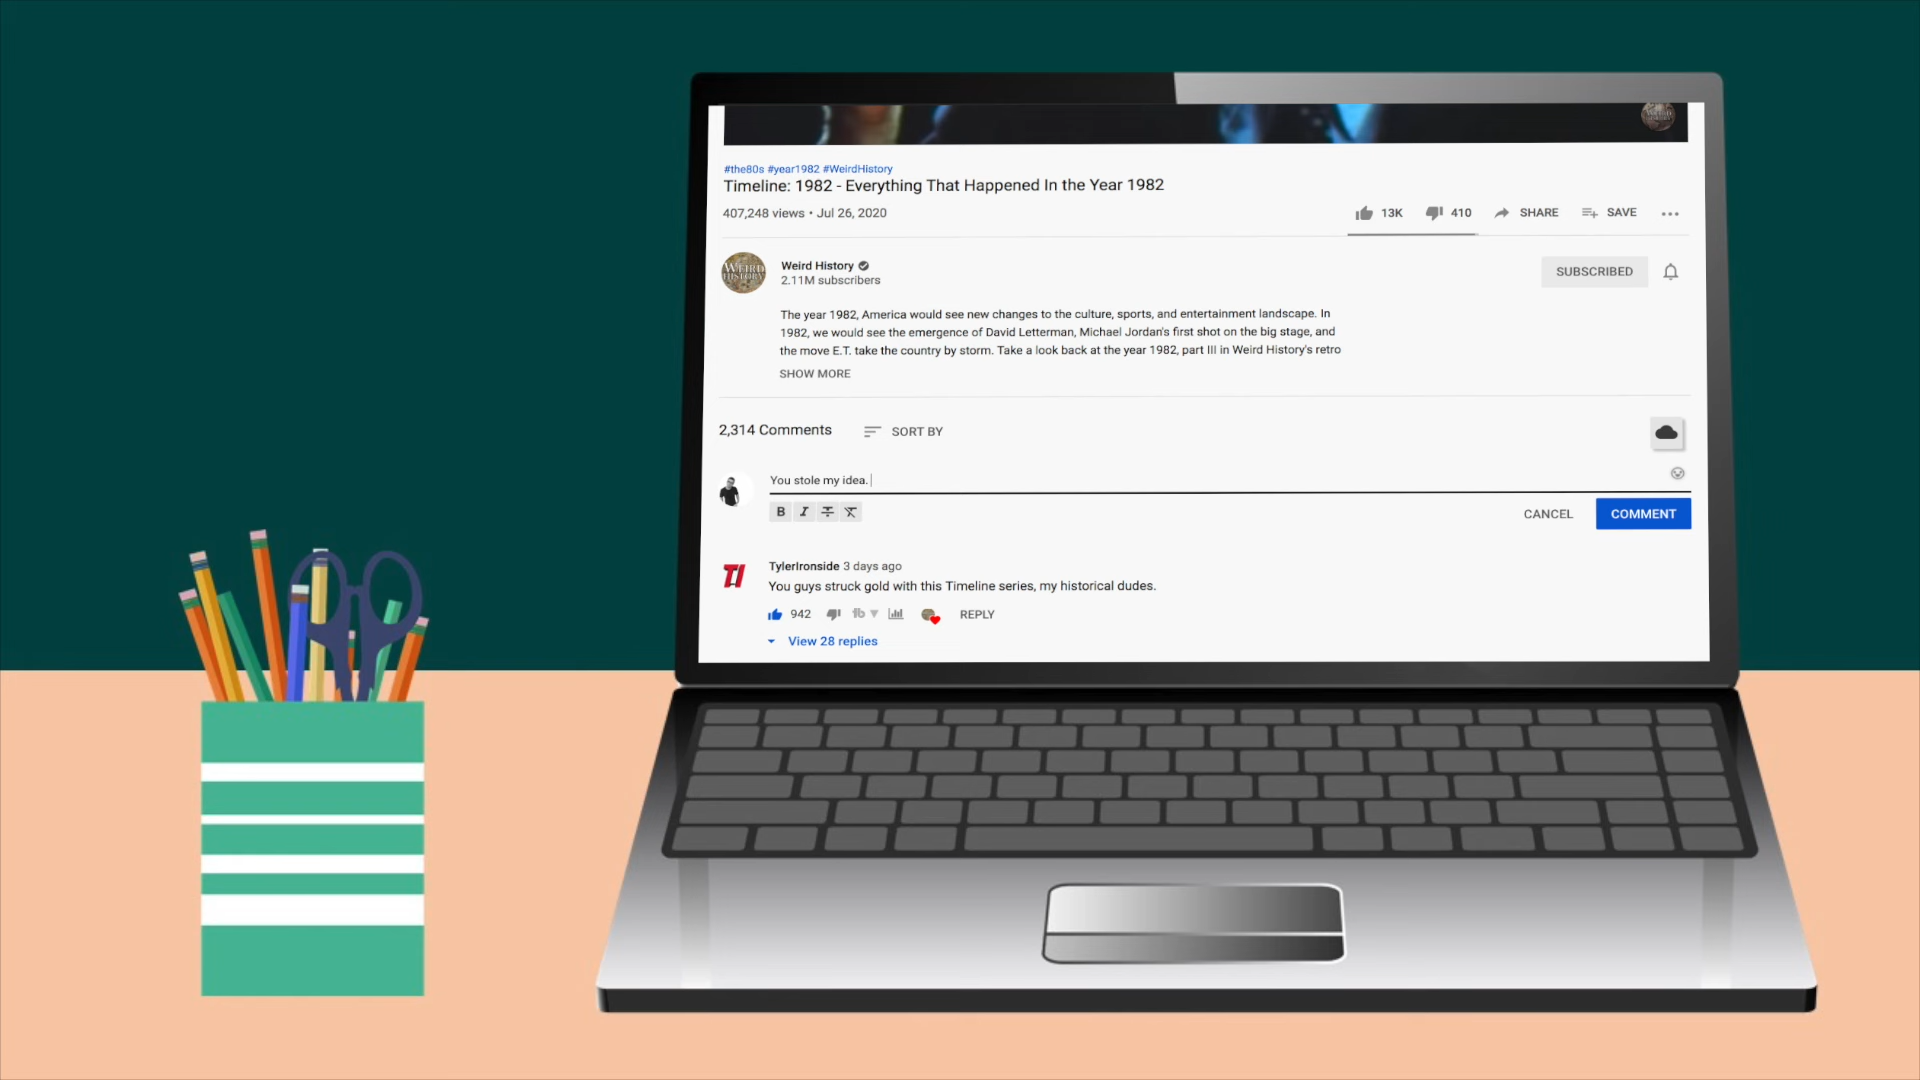 #the80s #year1982 #WeirdHistory
Timeline: 1982 - Everything That Happened In the Year 1982
407,248 views • Jul 26, 2020
13K 410 SHARE SAVE
WEIRD
HISTORY
Weird History
2.11M subscribers
SUBSCRIBED
The year 1982, America would see new changes to the culture, sports, and entertainment landscape. In
1982, we would see the emergence of David Letterman, Michael Jordan's first shot on the big stage, and
the move E.T. take the country by storm. Take a look back at the year 1982, part III in Weird History's retro
SHOW MORE
2,314 Comments SORT BY
You stole my idea.
B I
CANCEL COMMENT
TI
TylerIronside 3 days ago
You guys struck gold with this Timeline series, my historical dudes.
942 REPLY
View 28 replies